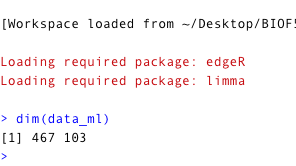 [Workspace loaded from ~/Desktop/BIOF
Loading required package: edgeR
Loading required package: limma
> dim(data_ml)
[1] 467 103
>